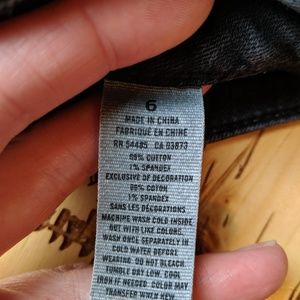 6
MADE IN CHINA
FABRIQUÉ EN CHINE
RN 54485 CA 03873
99% COTTON
1% SPANDEX
EXCLUSIVE OF DECORATION
99% COTON
1% SPANDEX
SANS LES DÉCORATIONS
MACHINE WASH COLD INSIDE
OUT WITH LIKE COLORS
WASH ONCE SEPARATELY IN
COLD WATER BEFORE
WEARING. DO NOT BLEACH.
TUMBLE DRY LOW. COOL
IRON IF NEEDED. COLOR
MAY TRANSFER WHEN NEW